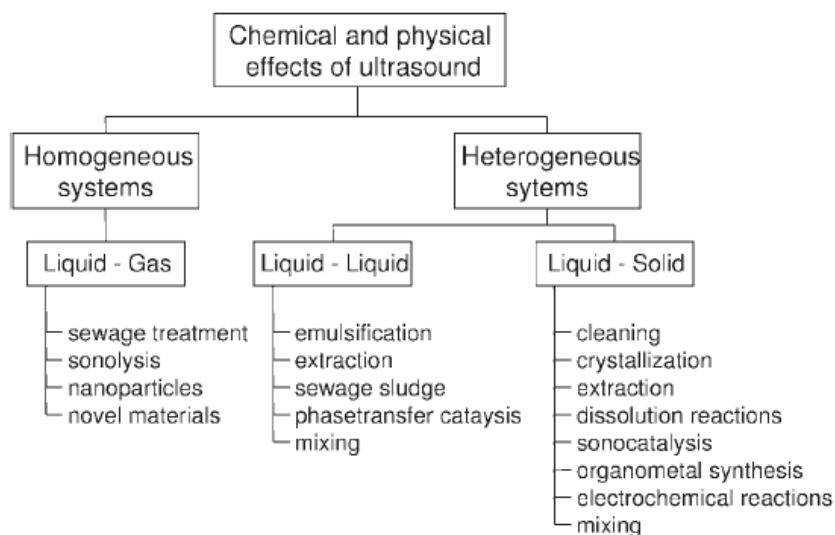 Chemical and physical
effects of ultrasound
Homogeneous
systems
Heterogeneous
sytems
Liquid - Gas
Liquid - Liquid
Liquid - Solid
sewage treatment
sonolysis
nanoparticles
novel materials
emulsification
extraction
sewage sludge
phasetransfer cataysis
mixing
cleaning
crystallization
extraction
dissolution reactions
sonocatalysis
organometal synthesis
electrochemical reactions
mixing